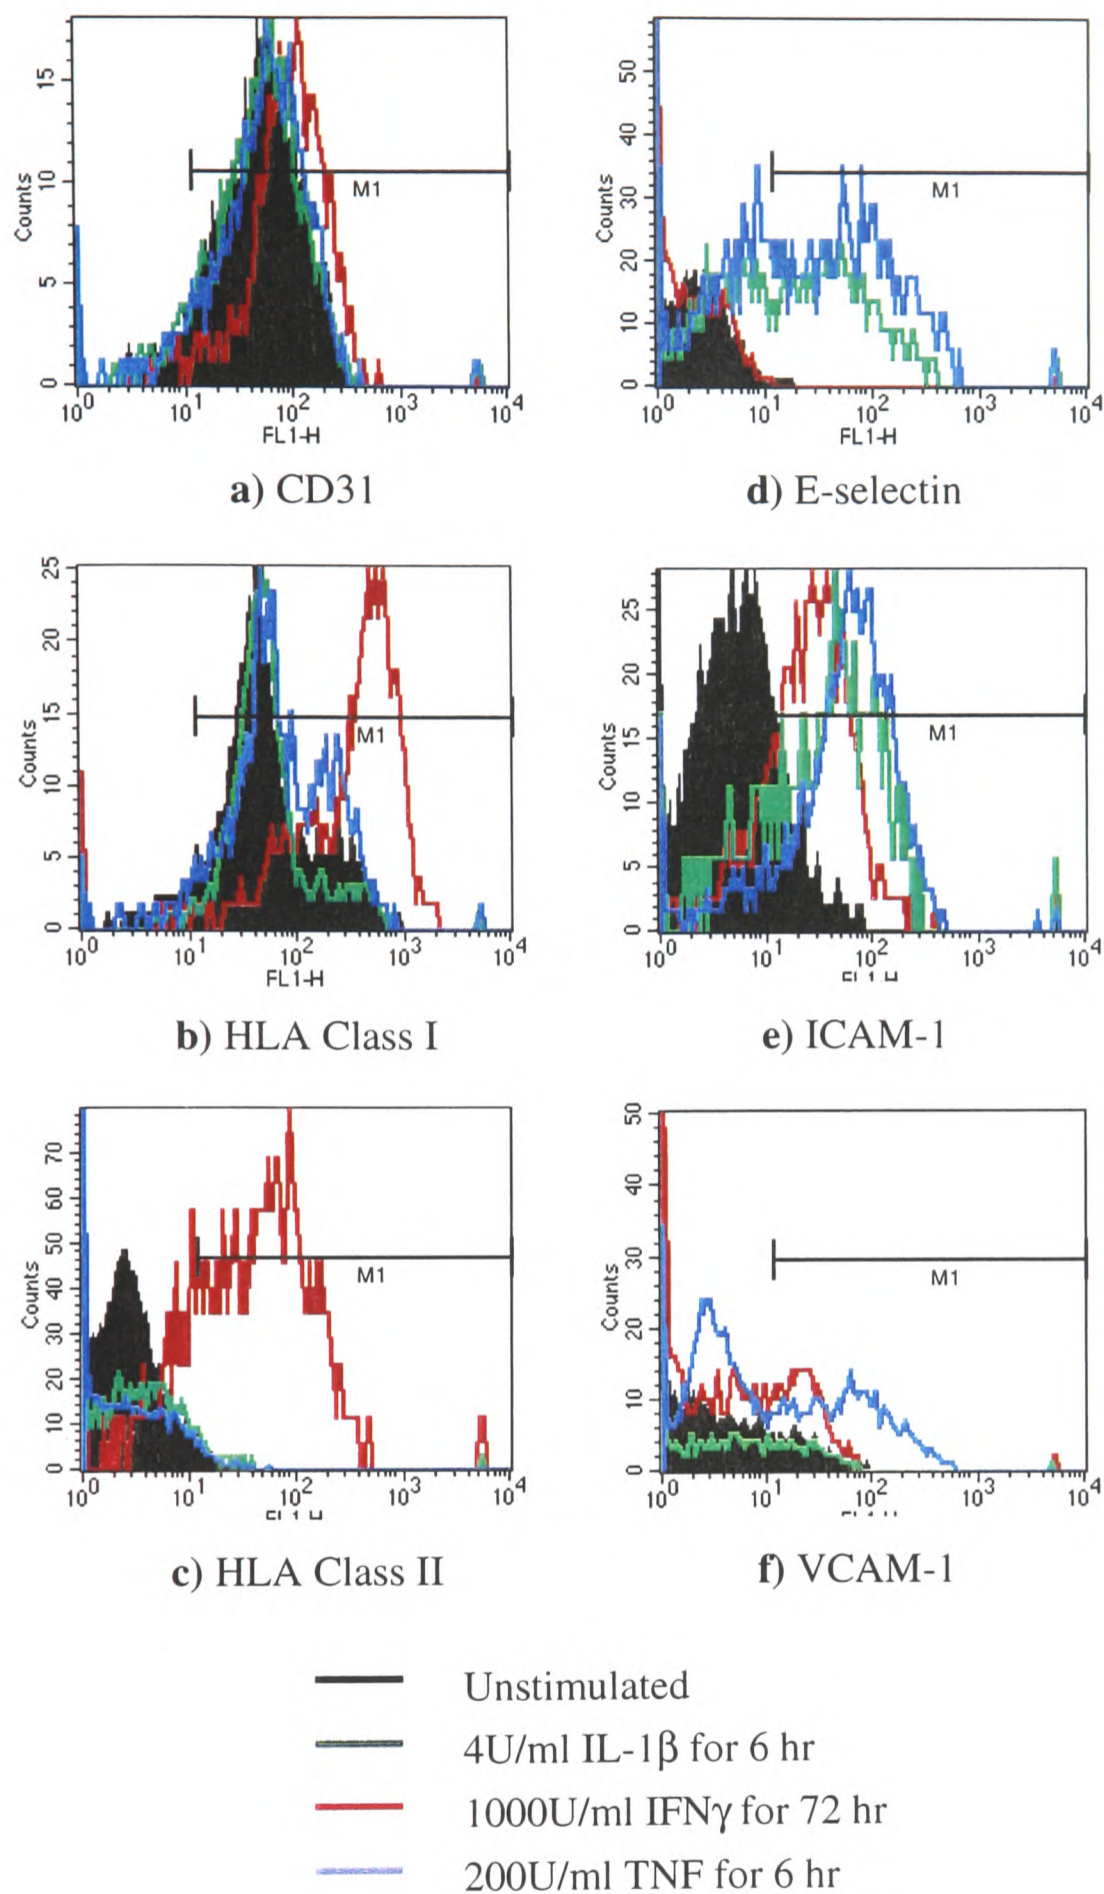 15
10
5
0
Counts
M1
10^0 10^1 10^2 10^3 10^4
FL1-H
a) CD31
50
40
30
20
10
0
Counts
M1
10^0 10^1 10^2 10^3 10^4
FL1-H
d) E-selectin
25
20
15
10
5
0
Counts
M1
10^0 10^1 10^2 10^3 10^4
FL1-H
b) HLA Class I
25
20
15
10
5
0
Counts
M1
10^0 10^1 10^2 10^3 10^4
FL1-H
e) ICAM-1
70
60
50
40
30
20
10
0
Counts
M1
10^0 10^1 10^2 10^3 10^4
FL1-H
c) HLA Class II
50
40
30
20
10
0
Counts
M1
10^0 10^1 10^2 10^3 10^4
f) VCAM-1
Unstimulated
4U/ml IL-1β for 6 hr
1000U/ml IFNγ for 72 hr
200U/ml TNF for 6 hr